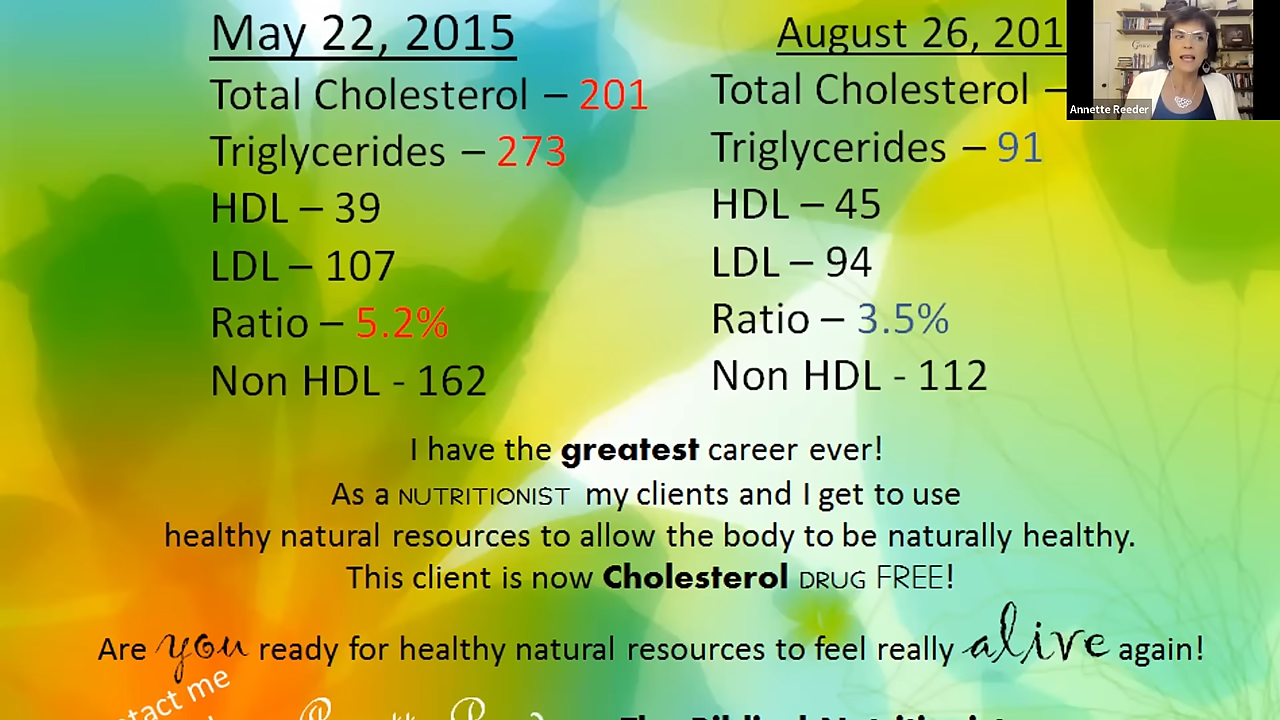 May 22, 2015
Total Cholesterol – 201
Triglycerides – 273
HDL – 39
LDL – 107
Ratio – 5.2%
Non HDL - 162
August 26, 201
Total Cholesterol –
Triglycerides – 91
HDL – 45
LDL – 94
Ratio – 3.5%
Non HDL - 112
Annette Reeder
I have the greatest career ever!
As a NUTRITIONIST my clients and I get to use
healthy natural resources to allow the body to be naturally healthy.
This client is now Cholesterol DRUG FREE!
Are you ready for healthy natural resources to feel really alive again!
me